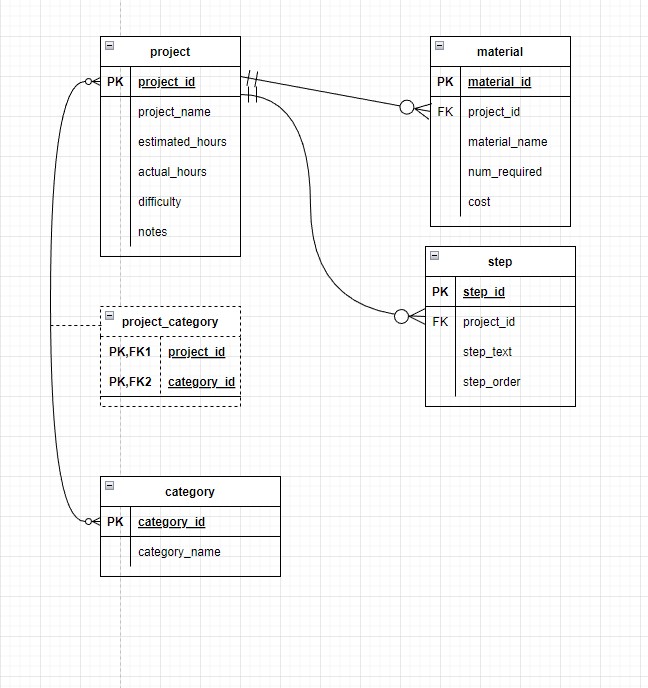 project
PK project_id
project_name
estimated_hours
actual_hours
difficulty
notes
material
PK material_id
FK project_id
material_name
num_required
cost
step
PK step_id
FK project_id
step_text
step_order
project_category
PK,FK1 project_id
PK,FK2 category_id
category
PK category_id
category_name